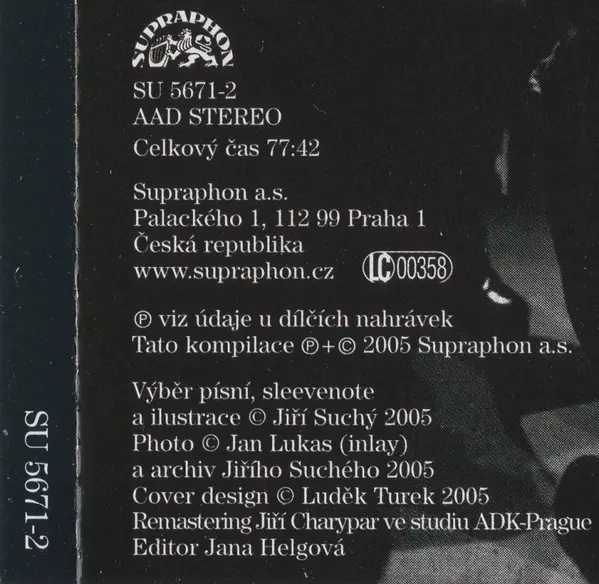 SUPRAPHON
SU 5671-2
AAD STEREO
Celkový čas 77:42
Supraphon a.s.
Palackého 1, 112 99 Praha 1
Česká republika
www.supraphon.cz LC 00358
℗ viz údaje u dílčích nahrávek
Tato kompilace ℗ + © 2005 Supraphon a.s.
Výběr písní, sleevenote
a ilustrace © Jiří Suchý 2005
Photo © Jan Lukas (inlay)
a archiv Jiřího Suchého 2005
Cover design © Luděk Turek 2005
Remastering Jiří Charypar ve studiu ADK-Prague
Editor Jana Helgová
SU 5671-2